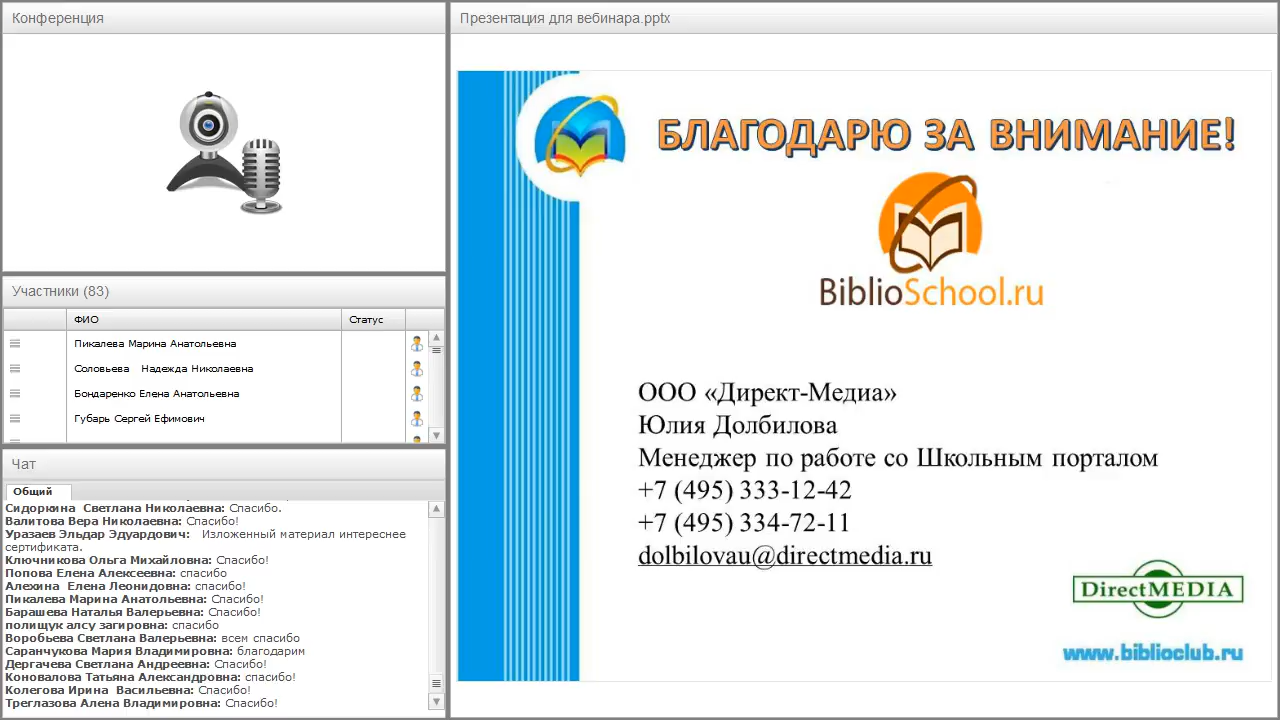 Конференция
Участники (83)
ФИО Статус
Пикалева Марина Анатольевна
Соловьева Надежда Николаевна
Бондаренко Елена Анатольевна
Губарь Сергей Ефимович
Чат
Общий
Сидоркина Светлана Николаевна: Спасибо.
Валитова Вера Николаевна: Спасибо!
Уразаев Эльдар Эдуардович: Изложенный материал интереснее
сертификата.
Ключникова Ольга Михайловна: Спасибо!
Попова Елена Алексеевна: спасибо
Алехина Елена Леонидовна: спасибо!
Пикалева Марина Анатольевна: Спасибо!
Барашева Наталья Валерьевна: Спасибо!
полищук алсу загировна: спасибо
Воробьева Светлана Валерьевна: всем спасибо
Саранчукова Мария Владимировна: благодарим
Дергачева Светлана Андреевна: Спасибо!
Коновалова Татьяна Александровна: спасибо!
Колегова Ирина Васильевна: Спасибо!
Треглазова Алена Владимировна: Спасибо!
Презентация для вебинара.pptx
БЛАГОДАРЮ ЗА ВНИМАНИЕ!
BiblioSchool.ru
ООО «Директ-Медиа»
Юлия Долбилова
Менеджер по работе со Школьным порталом
+7 (495) 333-12-42
+7 (495) 334-72-11
dolbilovau@directmedia.ru
DirectMEDIA
www.biblioclub.ru